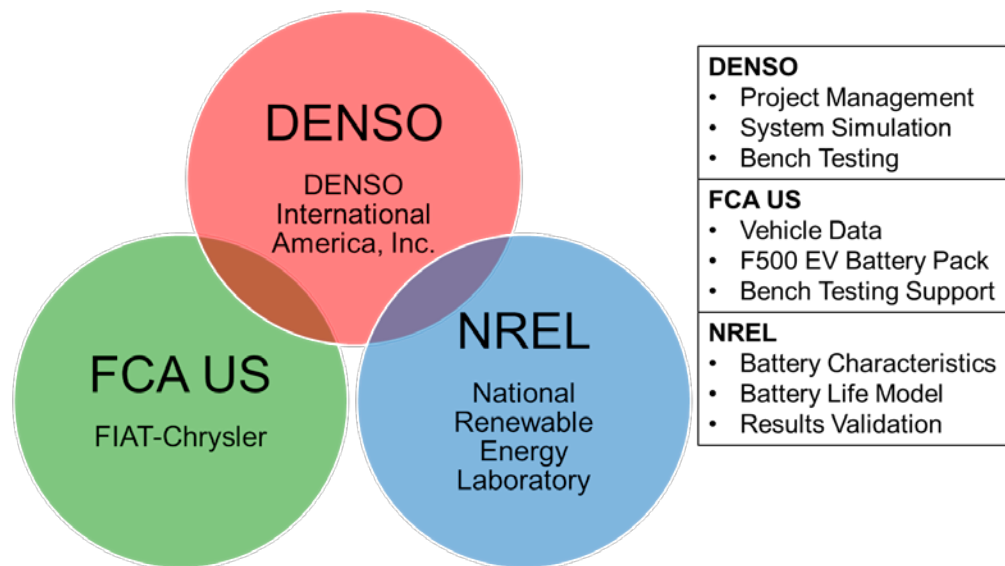 DENSO
DENSO
International
America, Inc.
FCA US
FIAT-Chrysler
NREL
National
Renewable
Energy
Laboratory
DENSO
• Project Management
• System Simulation
• Bench Testing
FCA US
• Vehicle Data
• F500 EV Battery Pack
• Bench Testing Support
NREL
• Battery Characteristics
• Battery Life Model
• Results Validation